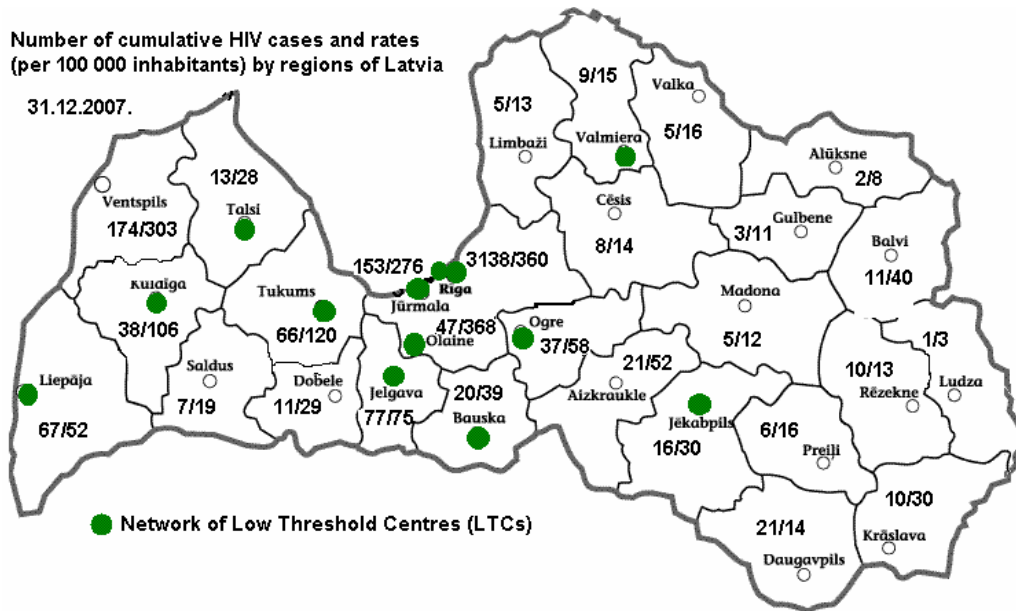 Number of cumulative HIV cases and rates
(per 100 000 inhabitants) by regions of Latvia
31.12.2007.
9/15
Valka
5/13
5/16
Limbaži
Valmiera
Alūksne
2/8
13/28
Ventspils
Talsi
174/303
Cēsis
8/14
Gulbene
3/11
Balvi
11/40
153/276
3138/360
Rīga
Jūrmala
Kuldīga
38/106
Tukums
66/120
47/368
Olaine
Ogre
37/58
Madona
5/12
1/3
21/52
Aizkraukle
10/13
Rēzekne
Ludza
Liepāja
67/52
Saldus
7/19
Dobele
11/29
Jelgava
77/75
20/39
Bauska
Jēkabpils
16/30
6/16
Preiļi
10/30
Krāslava
21/14
Daugavpils
Network of Low Threshold Centres (LTCs)